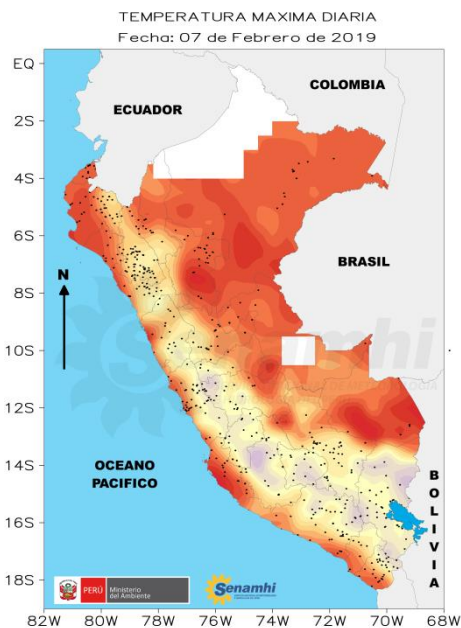 TEMPERATURA MAXIMA DIARIA
Fecha: 07 de Febrero de 2019
EQ
2S
4S
6S
8S
10S
12S
14S
16S
18S
COLOMBIA
ECUADOR
BRASIL
N
Senamhi
OCEANO
PACIFICO
BOLIVIA
PERÚ
Ministerio
del Ambiente
Senamhi
82W
80W
78W
76W
74W
72W
70W
68W